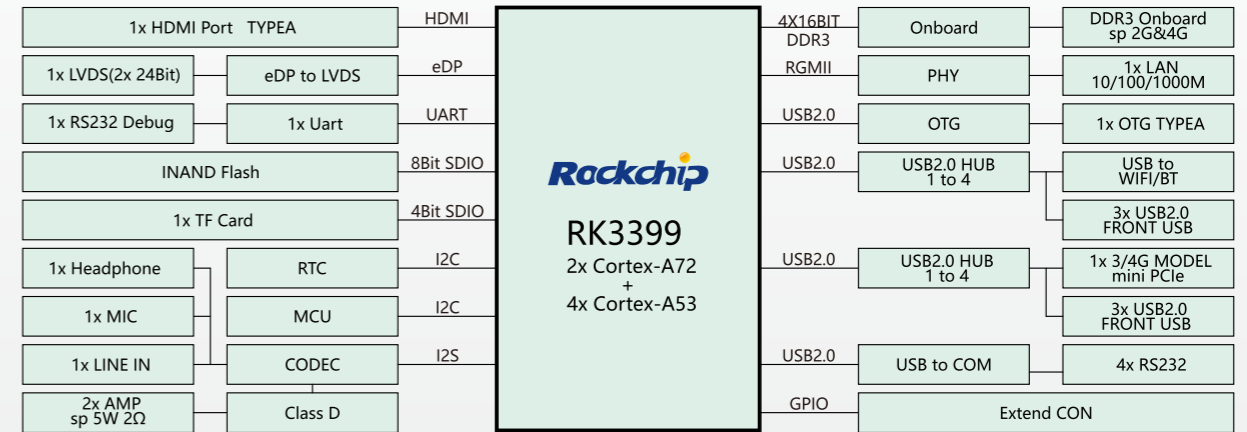 1x HDMI Port TYPEA
HDMI
1x LVDS(2x 24Bit)
eDP to LVDS
eDP
1x RS232 Debug
1x Uart
UART
INAND Flash
8Bit SDIO
1x TF Card
4Bit SDIO
1x Headphone
RTC
I2C
1x MIC
MCU
I2C
1x LINE IN
CODEC
I2S
2x AMP
sp 5W 2Ω
Class D
Rockchip
RK3399
2x Cortex-A72
+
4x Cortex-A53
4X16BIT
DDR3
Onboard
DDR3 Onboard
sp 2G&4G
RGMII
PHY
1x LAN
10/100/1000M
USB2.0
OTG
1x OTG TYPEA
USB2.0
USB2.0 HUB
1 to 4
USB to
WIFI/BT
3x USB2.0
FRONT USB
USB2.0
USB2.0 HUB
1 to 4
1x 3/4G MODEL
mini PCIe
3x USB2.0
FRONT USB
USB2.0
USB to COM
4x RS232
GPIO
Extend CON